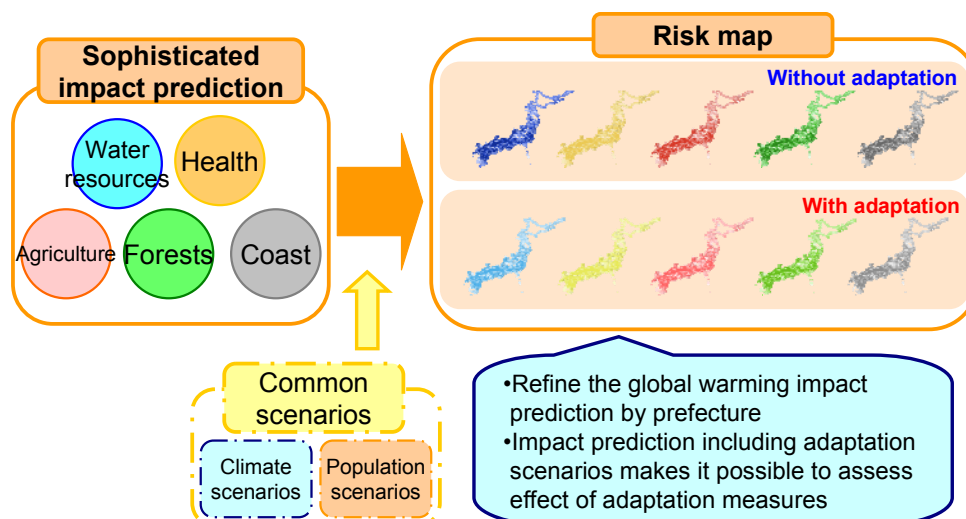 Sophisticated
impact prediction
Water
resources
Health
Agriculture
Forests
Coast
Risk map
Without adaptation
With adaptation
Common
scenarios
Climate
scenarios
Population
scenarios
•Refine the global warming impact
prediction by prefecture
•Impact prediction including adaptation
scenarios makes it possible to assess
effect of adaptation measures